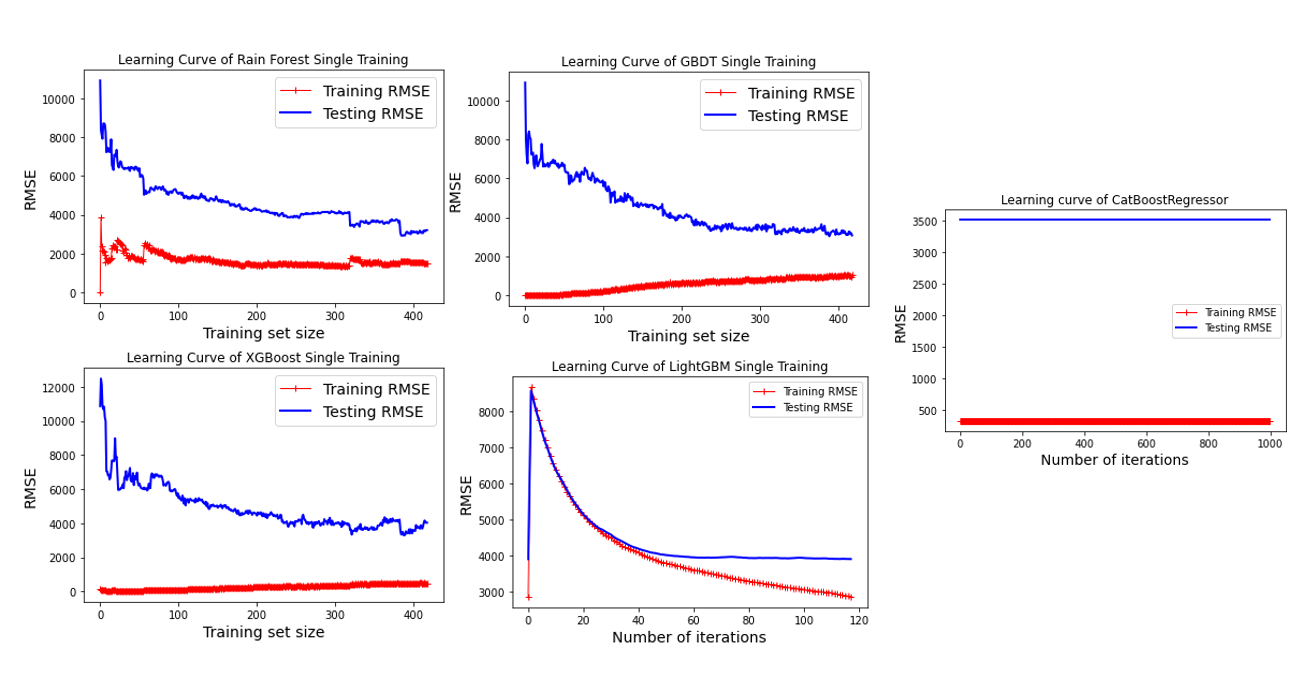 Learning Curve of Rain Forest Single Training
RMSE
10000
8000
6000
4000
2000
0
Training RMSE
Testing RMSE
0 100 200 300 400
Training set size
Learning Curve of GBDT Single Training
RMSE
10000
8000
6000
4000
2000
0
Training RMSE
Testing RMSE
0 100 200 300 400
Training set size
Learning curve of CatBoostRegressor
RMSE
3500
3000
2500
2000
1500
1000
500
Training RMSE
Testing RMSE
0 200 400 600 800 1000
Number of iterations
Learning Curve of XGBoost Single Training
RMSE
12000
10000
8000
6000
4000
2000
0
Training RMSE
Testing RMSE
0 100 200 300 400
Training set size
Learning Curve of LightGBM Single Training
RMSE
8000
7000
6000
5000
4000
3000
Training RMSE
Testing RMSE
0 20 40 60 80 100 120
Number of iterations